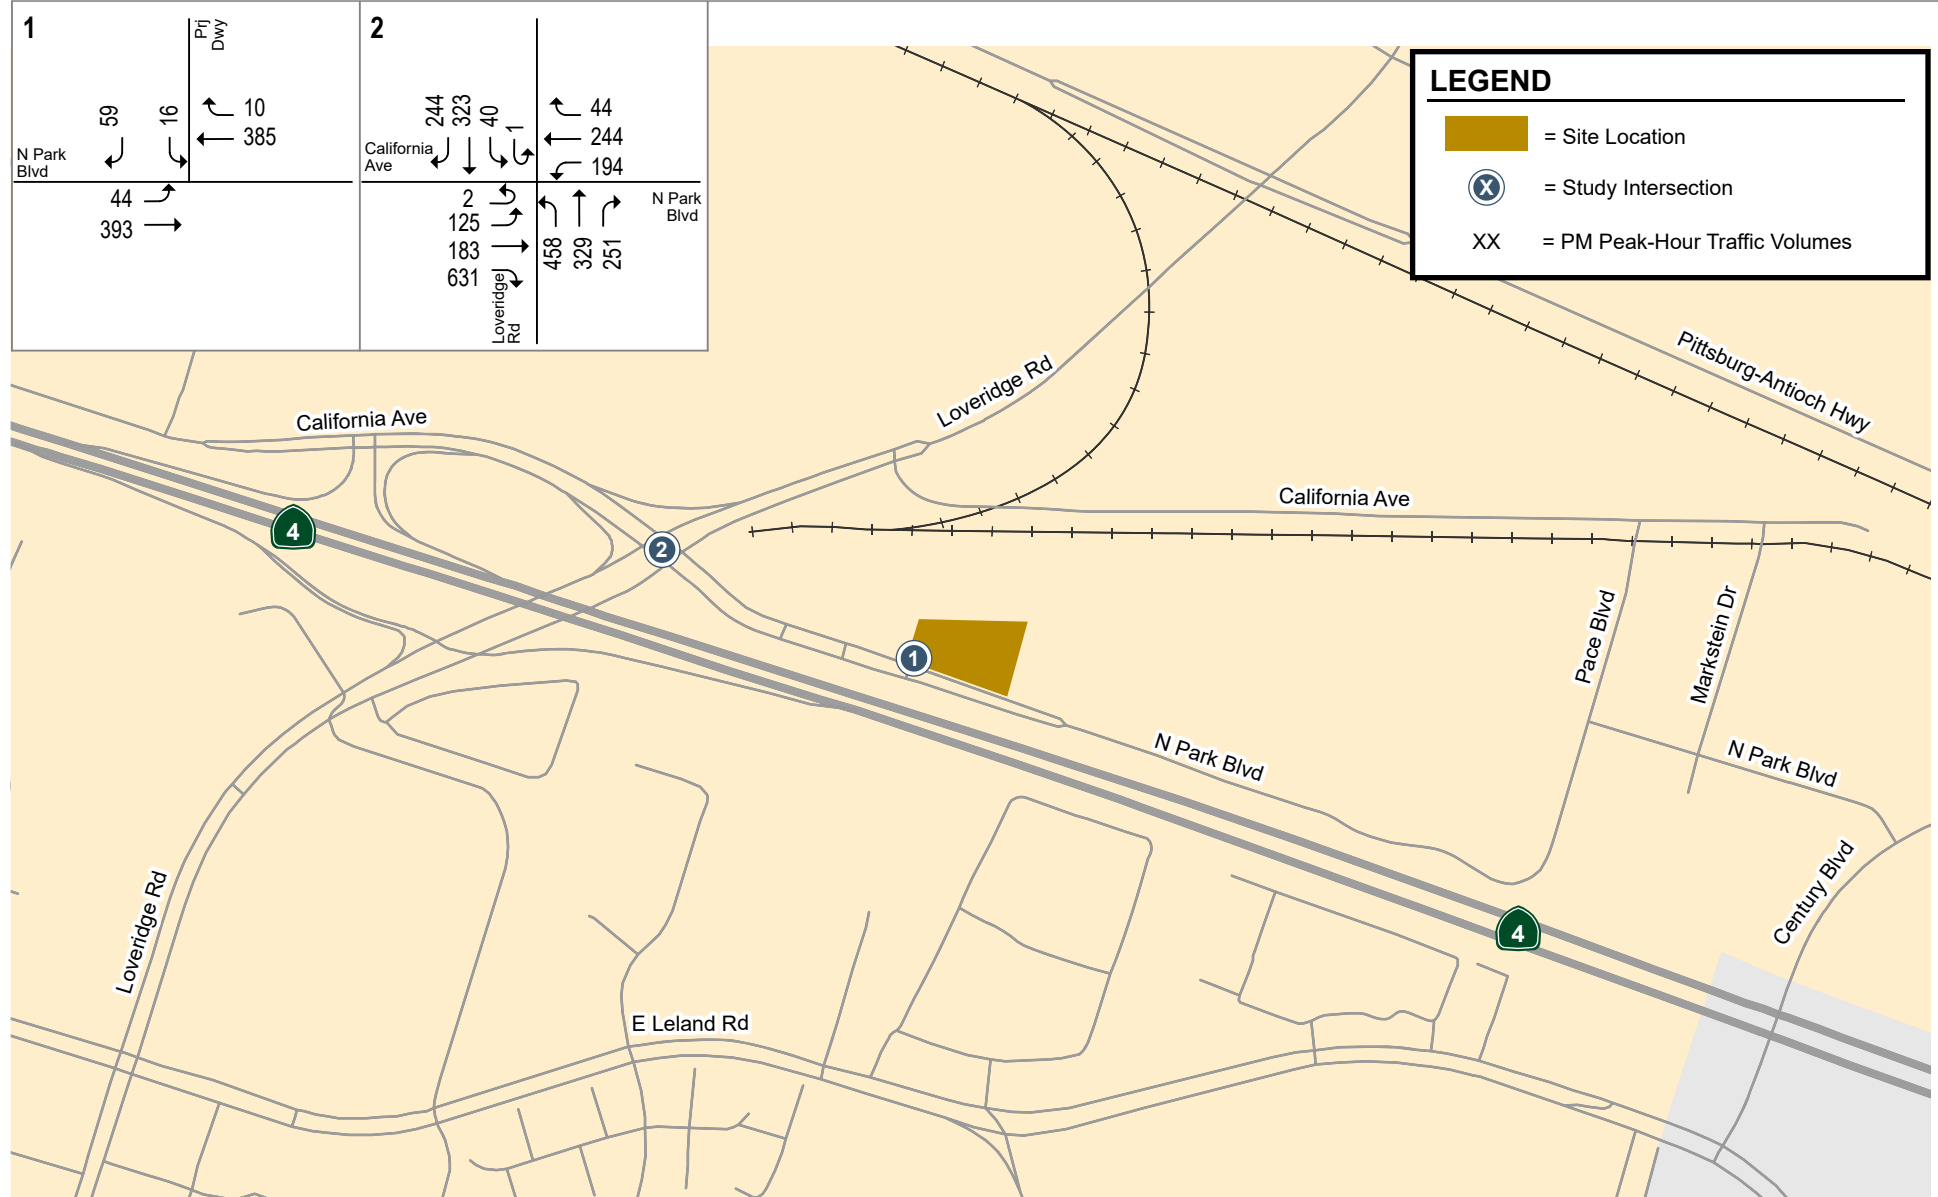 1
Prj
Dwy
59
16
10
385
N Park
Blvd
44
393
2
244
323
40
1
44
244
194
California
Ave
2
125
183
631
458
329
251
N Park
Blvd
Loveridge
Rd
LEGEND
= Site Location
X
= Study Intersection
XX
= PM Peak-Hour Traffic Volumes
Pittsburg-Antioch Hwy
Loveridge Rd
California Ave
California Ave
4
2
1
Pace Blvd
Markstein Dr
N Park Blvd
N Park Blvd
Century Blvd
Loveridge Rd
4
E Leland Rd